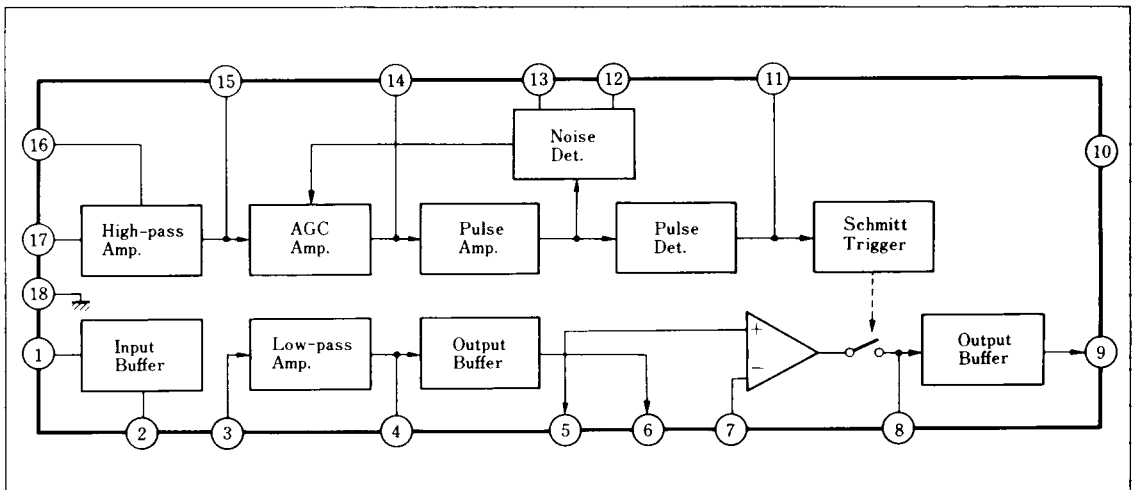 15
14
13
12
11
16
Noise
Det.
10
17
High-pass
Amp.
AGC
Amp.
Pulse
Amp.
Pulse
Det.
Schmitt
Trigger
18
1
Input
Buffer
Low-pass
Amp.
Output
Buffer
+
−
Output
Buffer
9
2
3
4
5
6
7
8